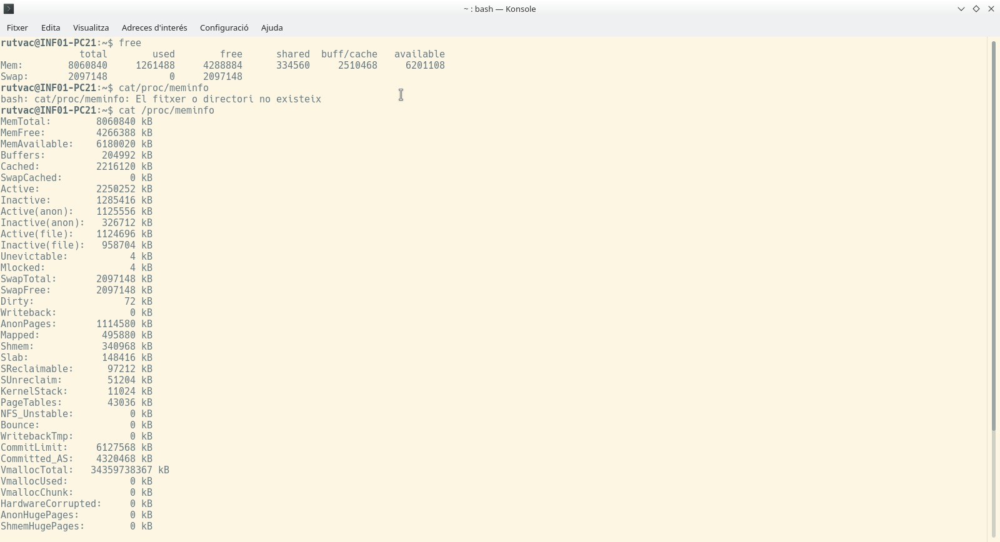 ~ : bash — Konsole
Fitxer Edita Visualitza Adreces d'interés Configuració Ajuda
rutvac@INF01-PC21:~$ free
              total        used        free      shared  buff/cache   available
Mem:        8060840     1261488     4288884      334560     2510468     6201108
Swap:       2097148           0     2097148
rutvac@INF01-PC21:~$ cat/proc/meminfo
bash: cat/proc/meminfo: El fitxer o directori no existeix
rutvac@INF01-PC21:~$ cat /proc/meminfo
MemTotal:        8060840 kB
MemFree:         4266388 kB
MemAvailable:    6180020 kB
Buffers:          204992 kB
Cached:          2216120 kB
SwapCached:            0 kB
Active:          2250252 kB
Inactive:        1285416 kB
Active(anon):    1125556 kB
Inactive(anon):   326712 kB
Active(file):    1124696 kB
Inactive(file):   958704 kB
Unevictable:           4 kB
Mlocked:               4 kB
SwapTotal:       2097148 kB
SwapFree:        2097148 kB
Dirty:                72 kB
Writeback:             0 kB
AnonPages:       1114580 kB
Mapped:           495880 kB
Shmem:            340968 kB
Slab:             148416 kB
SReclaimable:      97212 kB
SUnreclaim:        51204 kB
KernelStack:       11024 kB
PageTables:        43036 kB
NFS_Unstable:          0 kB
Bounce:                0 kB
WritebackTmp:          0 kB
CommitLimit:     6127568 kB
Committed_AS:    4320468 kB
VmallocTotal:   34359738367 kB
VmallocUsed:           0 kB
VmallocChunk:          0 kB
HardwareCorrupted:     0 kB
AnonHugePages:         0 kB
ShmemHugePages:        0 kB